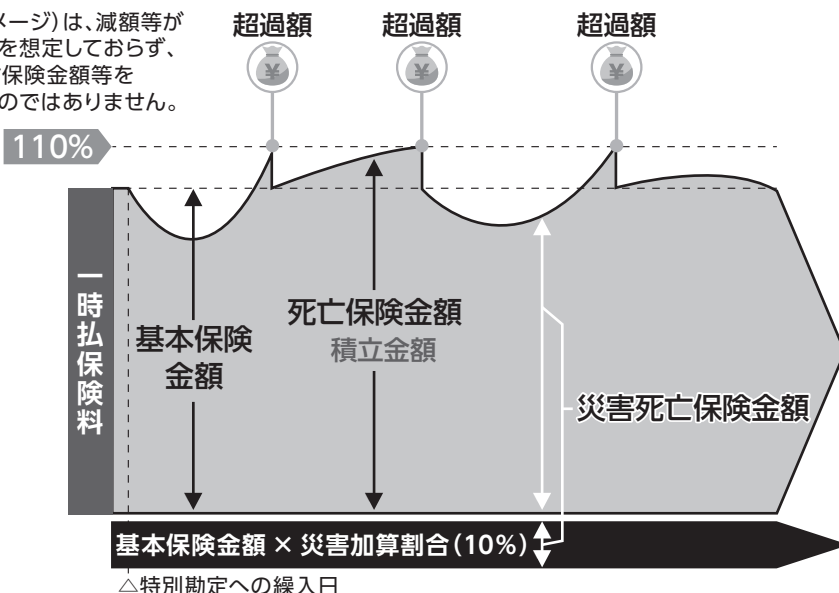 メージ)は、減額等が
を想定しておらず、
保険金額等を
のではありません。
超過額
超過額
超過額
¥
¥
¥
110%
一時払保険料
基本保険
金額
死亡保険金額
積立金額
災害死亡保険金額
基本保険金額 × 災害加算割合(10%)
△特別勘定への繰入日